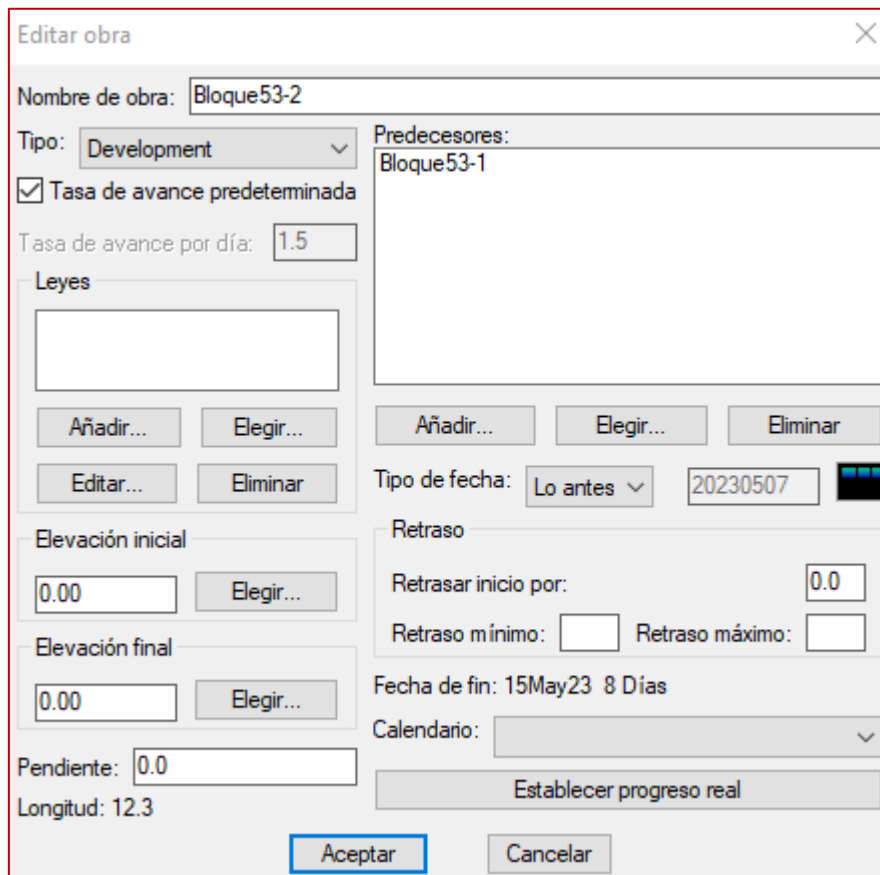 Editar obra
Nombre de obra: Bloque53-2
Tipo: Development
Tasa de avance predeterminada
Tasa de avance por día: 1.5
Leyes
Añadir... Elegir...
Editar... Eliminar
Elevación inicial
0.00 Elegir...
Elevación final
0.00 Elegir...
Pendiente: 0.0
Longitud: 12.3
Predecesores:
Bloque53-1
Añadir... Elegir... Eliminar
Tipo de fecha: Lo antes 20230507
Retraso
Retrasar inicio por: 0.0
Retraso mínimo: Retraso máximo:
Fecha de fin: 15May23 8 Días
Calendario:
Establecer progreso real
Aceptar Cancelar